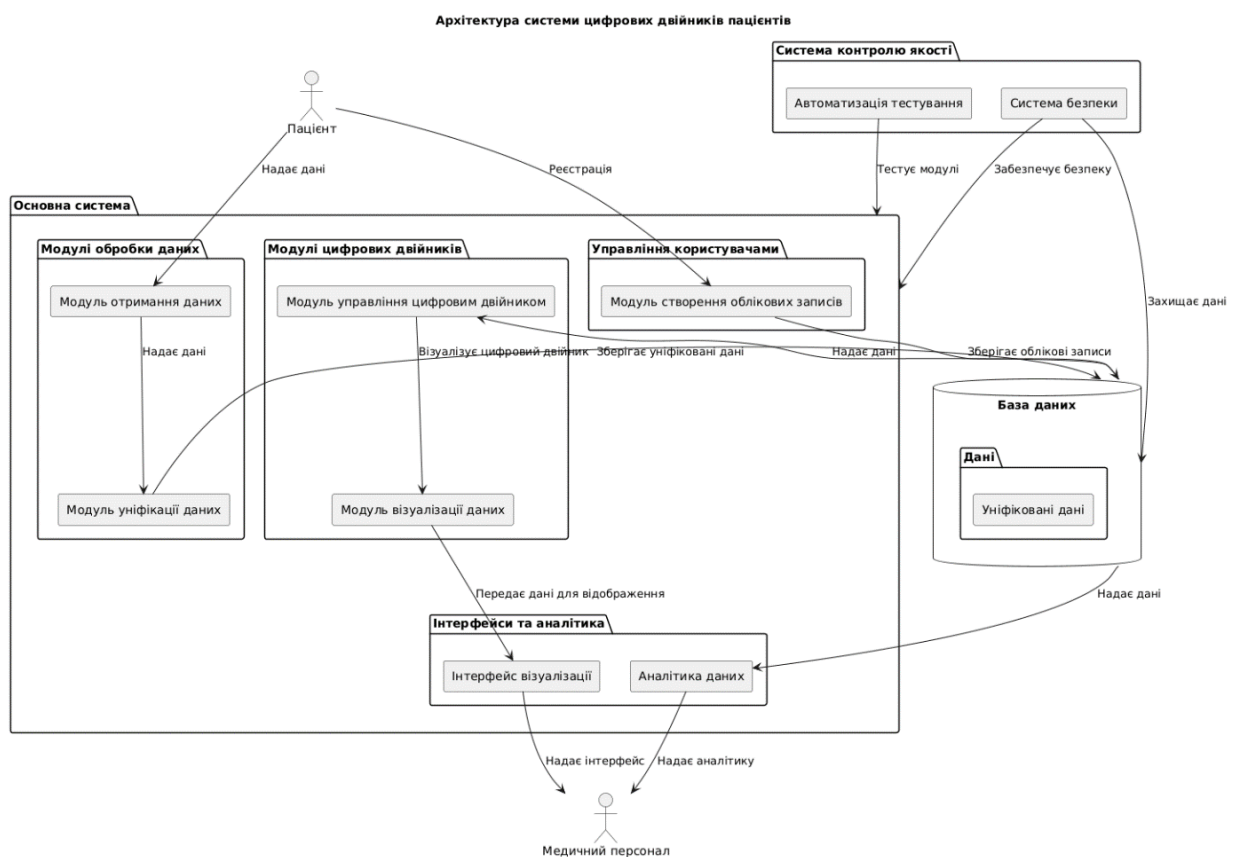 Архітектура системи цифрових двійників пацієнтів
Система контролю якості
Автоматизація тестування
Система безпеки
Пацієнт
Надає дані
Реєстрація
Тестує модулі
Забезпечує безпеку
Основна система
Модулі обробки даних
Модулі цифрових двійників
Управління користувачами
Модуль отримання даних
Модуль управління цифровим двійником
Модуль створення облікових записів
Захищає дані
Надає дані
Візуалізує цифровий двійник
Зберігає уніфіковані дані
Надає дані
Зберігає облікові записи
База даних
Дані
Уніфіковані дані
Модуль уніфікації даних
Модуль візуалізації даних
Передає дані для відображення
Надає дані
Інтерфейси та аналітика
Інтерфейс візуалізації
Аналітика даних
Надає інтерфейс
Надає аналітику
Медичний персонал